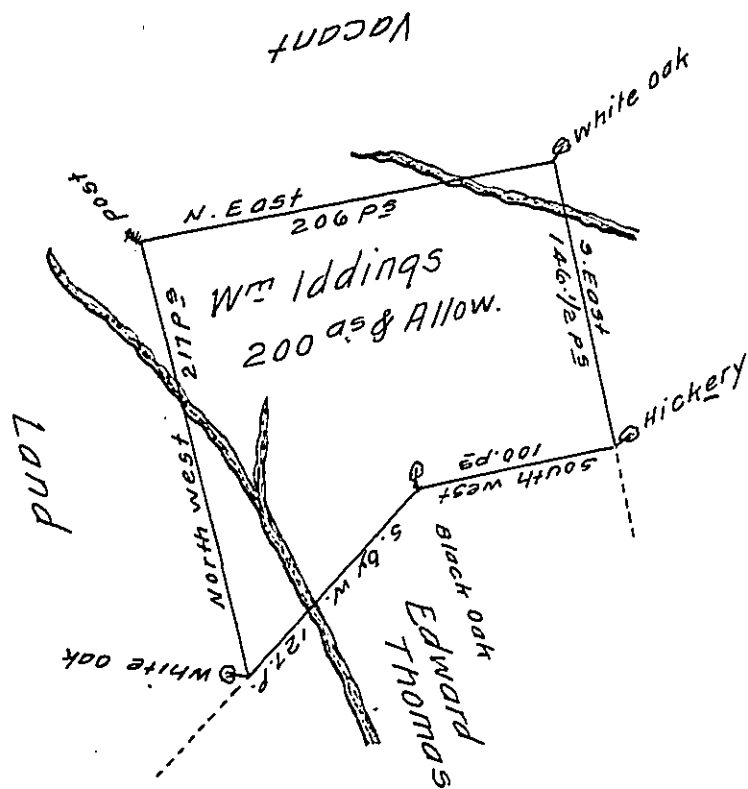 Vacant
White oak
post
N. East
206 Ps
Wm Iddings
200 as & Allow.
S. East
146.1/2 Ps
217 Ps
North west
Land
Hickery
100. ps
South west
Black oak
S. by W.
127. P.
Edward
Thomas
White oak